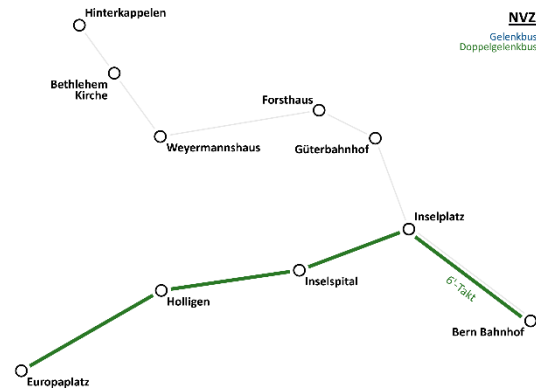 Hinterkappelen
NVZ
Gelenkbus
Doppelgelenkbus
Bethlehem
Kirche
Forsthaus
Weyermannshaus
Güterbahnhof
Inselplatz
Inselspital
6'-Takt
Holligen
Bern Bahnhof
Europaplatz